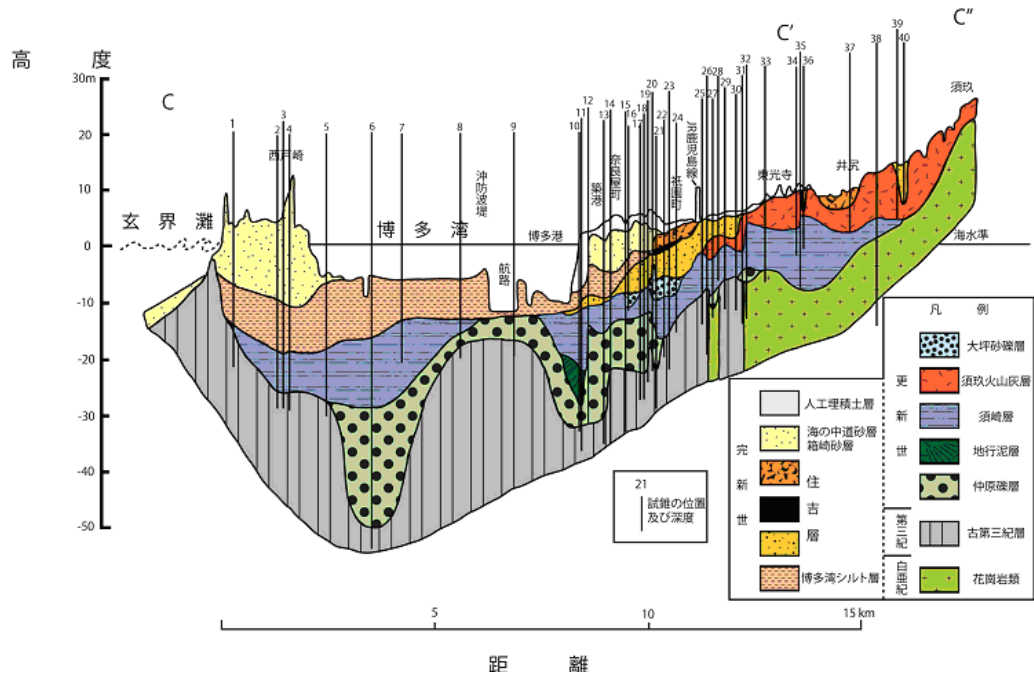 高 度
30m
20
10
0
-10
-20
-30
-40
-50
C
C'
C"
1
2
3
4
5
6
7
8
9
10
11
12
13
14
15
16
17
18
19
20
21
22
23
24
25
26
27
28
29
30
31
32
33
34
35
36
37
38
39
40
西戸崎
玄界灘
博多湾
沖防波堤
航路
博多港
築港
奈良屋町
祇園町
JR鹿児島線
東光寺
井尻
須玖
海水準
凡 例
完新世
人工埋積土層
海の中道砂層
箱崎砂層
住
吉
層
博多湾シルト層
更新世
大坪砂礫層
須玖火山灰層
須崎層
地行泥層
仲原礫層
第三紀
古第三紀層
白亜紀
花崗岩類
21
試錐の位置
及び深度
5
10
15 km
距 離